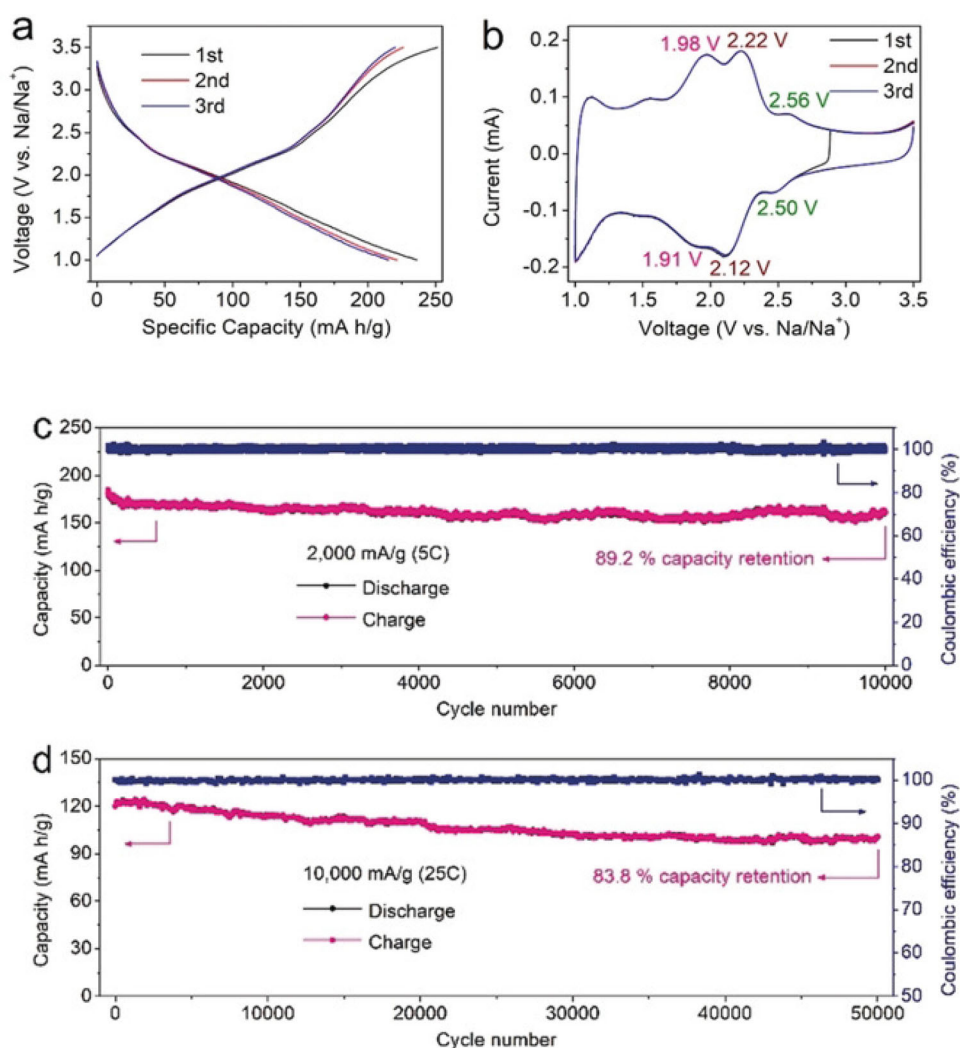 a
1st
2nd
3rd
3.5
3.0
2.5
2.0
1.5
1.0
0
50
100
150
200
250
Voltage (V vs. Na/Na⁺)
Specific Capacity (mA h/g)
b
1st
2nd
3rd
1.98 V
2.22 V
2.56 V
2.50 V
1.91 V
2.12 V
0.2
0.1
0.0
-0.1
-0.2
1.0
1.5
2.0
2.5
3.0
3.5
Current (mA)
Voltage (V vs. Na/Na⁺)
c
250
200
150
100
50
0
Capacity (mA h/g)
2,000 mA/g (5C)
Discharge
Charge
89.2 % capacity retention
100
80
60
40
20
0
Coulombic efficiency (%)
0
2000
4000
6000
8000
10000
Cycle number
d
150
120
90
60
30
0
Capacity (mA h/g)
10,000 mA/g (25C)
Discharge
Charge
83.8 % capacity retention
100
90
80
70
60
50
Coulombic efficiency (%)
0
10000
20000
30000
40000
50000
Cycle number